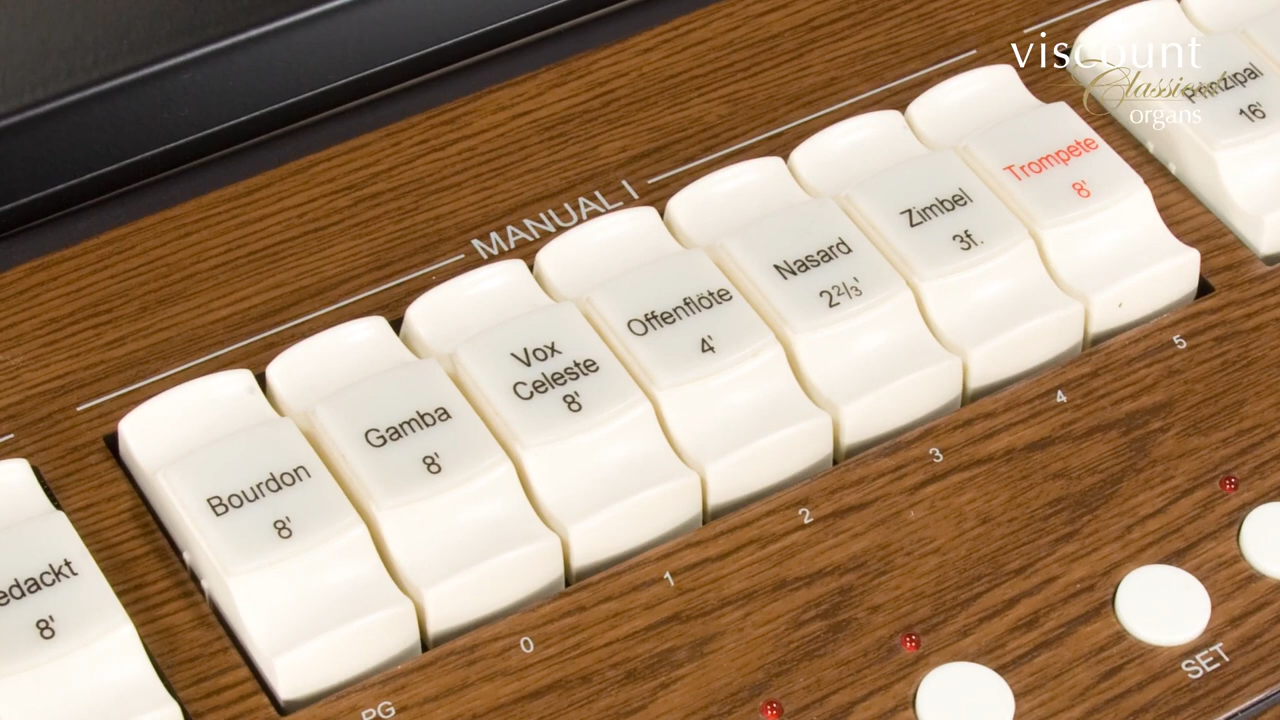 viscount
Classico
organs
MANUAL I
edackt
8'
Bourdon
8'
Gamba
8'
Vox
Celeste
8'
Offenflöte
4'
Nasard
2 2/3'
Zimbel
3f.
Trompete
8'
Prinzipal
16'
PG
0
1
2
3
4
5
SET